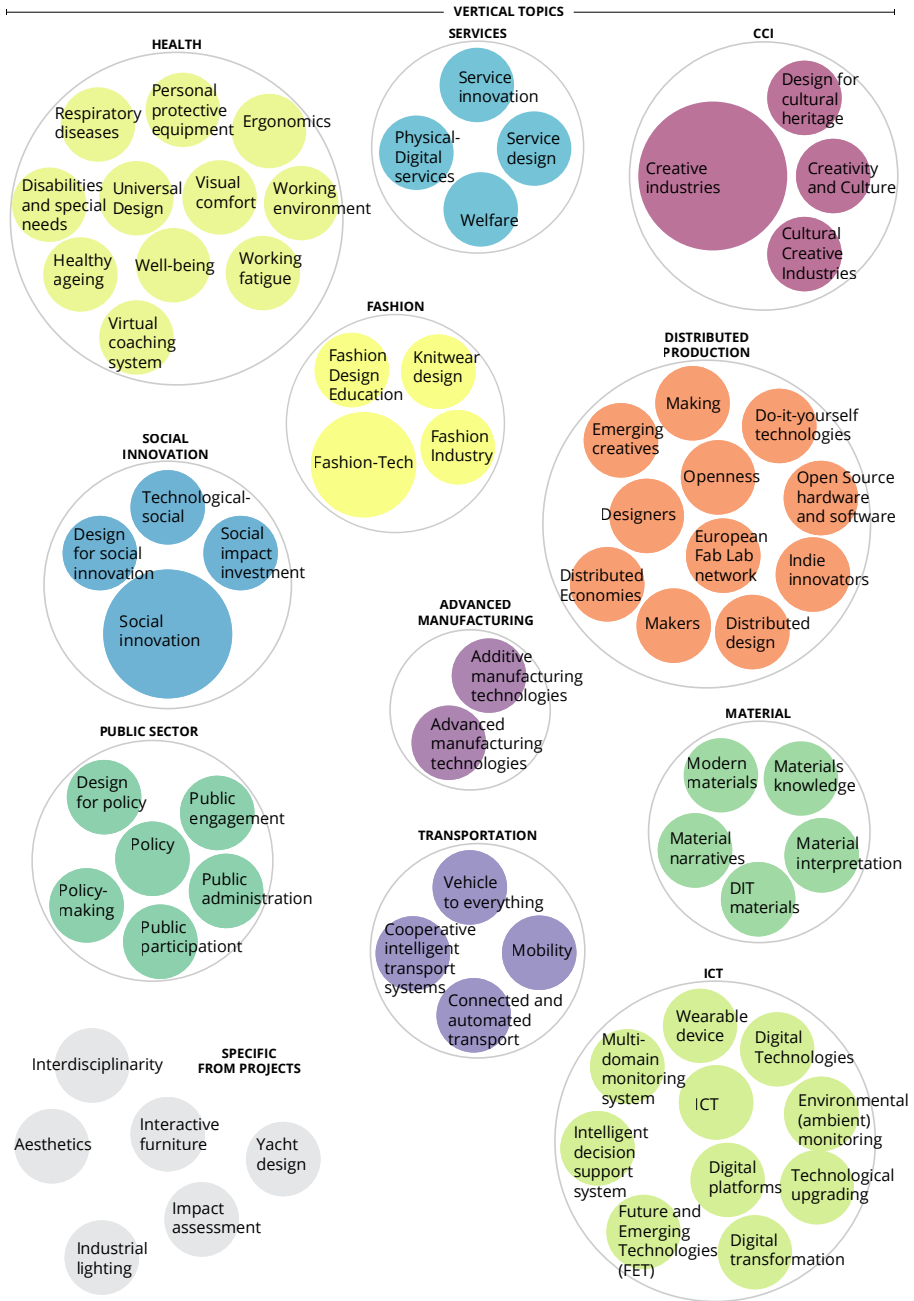 VERTICAL TOPICS
HEALTH
Respiratory
diseases
Personal
protective
equipment
Ergonomics
Disabilities
and special
needs
Universal
Design
Visual
comfort
Working
environment
Healthy
ageing
Well-being
Working
fatigue
Virtual
coaching
system
SERVICES
Service
innovation
Physical-
Digital
services
Service
design
Welfare
CCI
Design for
cultural
heritage
Creative
industries
Creativity
and Culture
Cultural
Creative
Industries
FASHION
Fashion
Design
Education
Knitwear
design
Fashion-Tech
Fashion
Industry
DISTRIBUTED
PRODUCTION
Making
Emerging
creatives
Do-it-yourself
technologies
Openness
Designers
Open Source
hardware
and software
European
Fab Lab
network
Distributed
Economies
Indie
innovators
Makers
Distributed
design
SOCIAL
INNOVATION
Technological-
social
Design
for social
innovation
Social
impact
investment
Social
innovation
ADVANCED
MANUFACTURING
Additive
manufacturing
technologies
Advanced
manufacturing
technologies
PUBLIC SECTOR
Design
for policy
Public
engagement
Policy
Policy-
making
Public
administration
Public
participationt
MATERIAL
Modern
materials
Materials
knowledge
Material
narratives
Material
interpretation
DIT
materials
TRANSPORTATION
Vehicle
to everything
Cooperative
intelligent
transport
systems
Mobility
Connected and
automated
transport
ICT
Wearable
device
Multi-
domain
monitoring
system
Digital
Technologies
ICT
Environmental
(ambient)
monitoring
Intelligent
decision
support
system
Digital
platforms
Technological
upgrading
Future and
Emerging
Technologies
(FET)
Digital
transformation
SPECIFIC
FROM PROJECTS
Interdisciplinarity
Aesthetics
Interactive
furniture
Yacht
design
Impact
assessment
Industrial
lighting